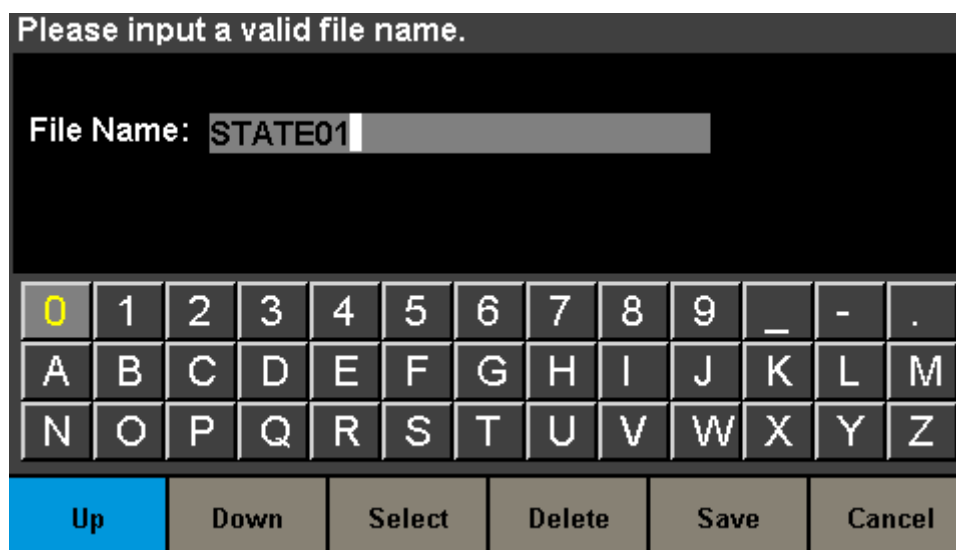 Please input a valid file name.
File Name: STATE01
0 1 2 3 4 5 6 7 8 9 _ - .
A B C D E F G H I J K L M
N O P Q R S T U V W X Y Z
Up Down Select Delete Save Cancel